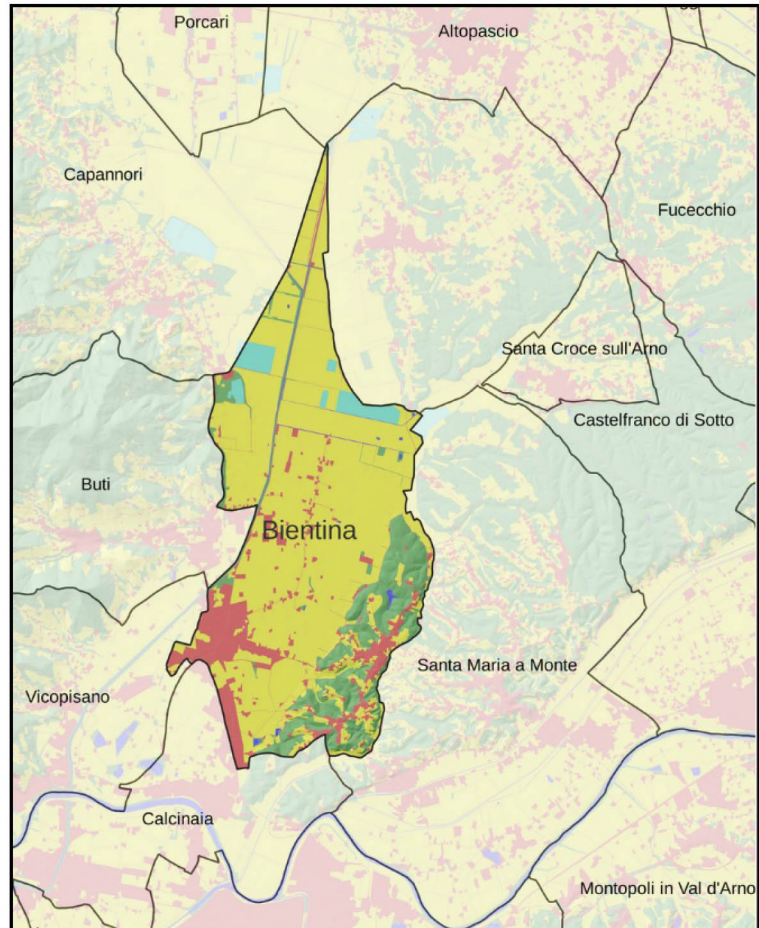 Porcari
Altopascio
Capannori
Fucecchio
Santa Croce sull'Arno
Castelfranco di Sotto
Buti
Bientina
Santa Maria a Monte
Vicopisano
Calcinaia
Montopoli in Val d'Arno